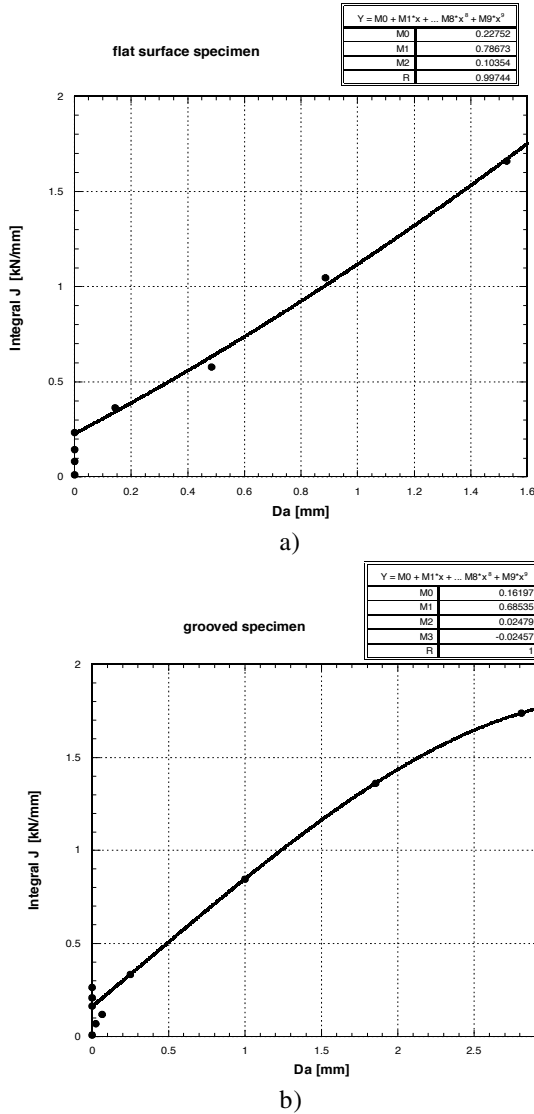 flat surface specimen
Y = M0 + M1*x + ... M8*x⁸ + M9*x⁹
M0 0.22752
M1 0.78673
M2 0.10354
R 0.99744
2
1.5
1
0.5
0
Integral J [kN/mm]
0 0.2 0.4 0.6 0.8 1 1.2 1.4 1.6
Da [mm]
a)
grooved specimen
Y = M0 + M1*x + ... M8*x⁸ + M9*x⁹
M0 0.16197
M1 0.68535
M2 0.02479
M3 -0.02457
R 1
2
1.5
1
0.5
0
Integral J [kN/mm]
0 0.5 1 1.5 2 2.5
Da [mm]
b)